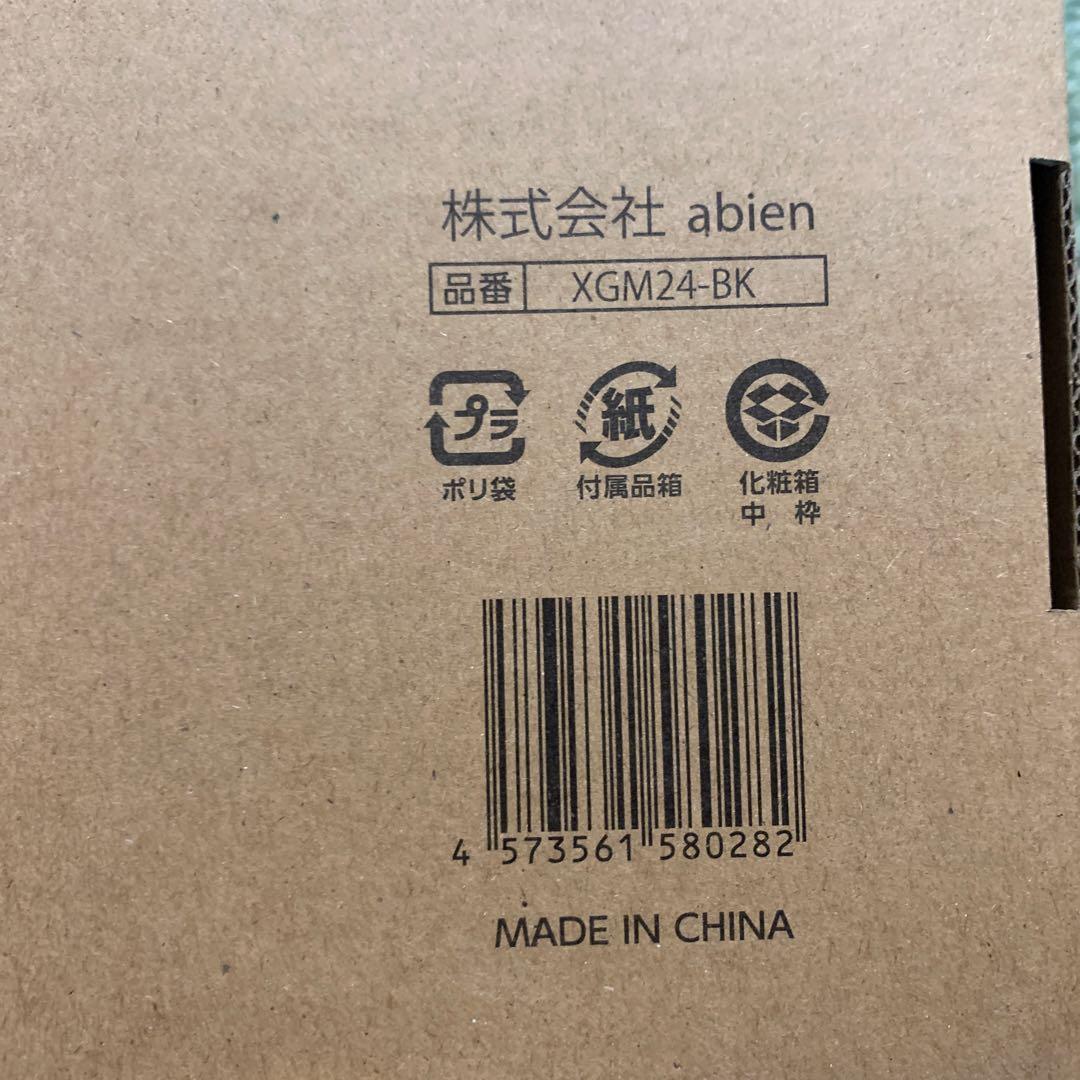 株式会社 abien
品番 XGM24-BK
プラ 紙
ポリ袋 付属品箱 化粧箱
中 枠
4 573561 580282
MADE IN CHINA